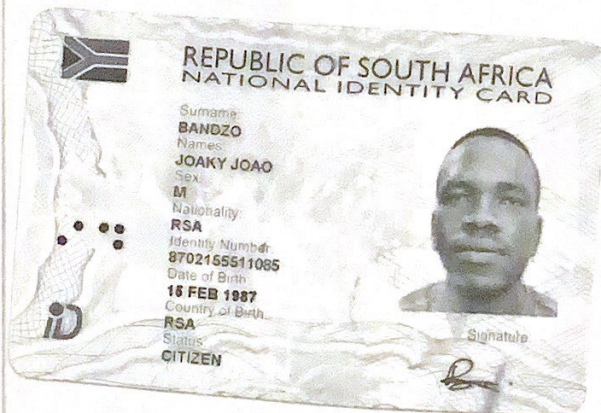 REPUBLIC OF SOUTH AFRICA
NATIONAL IDENTITY CARD
Surname:
BANDZO
Names:
JOAKY JOAO
Sex:
M
Nationality:
RSA
Identity Number:
8702155511085
Date of Birth:
15 FEB 1987
Country of Birth:
RSA
Status:
CITIZEN
Signature
iD